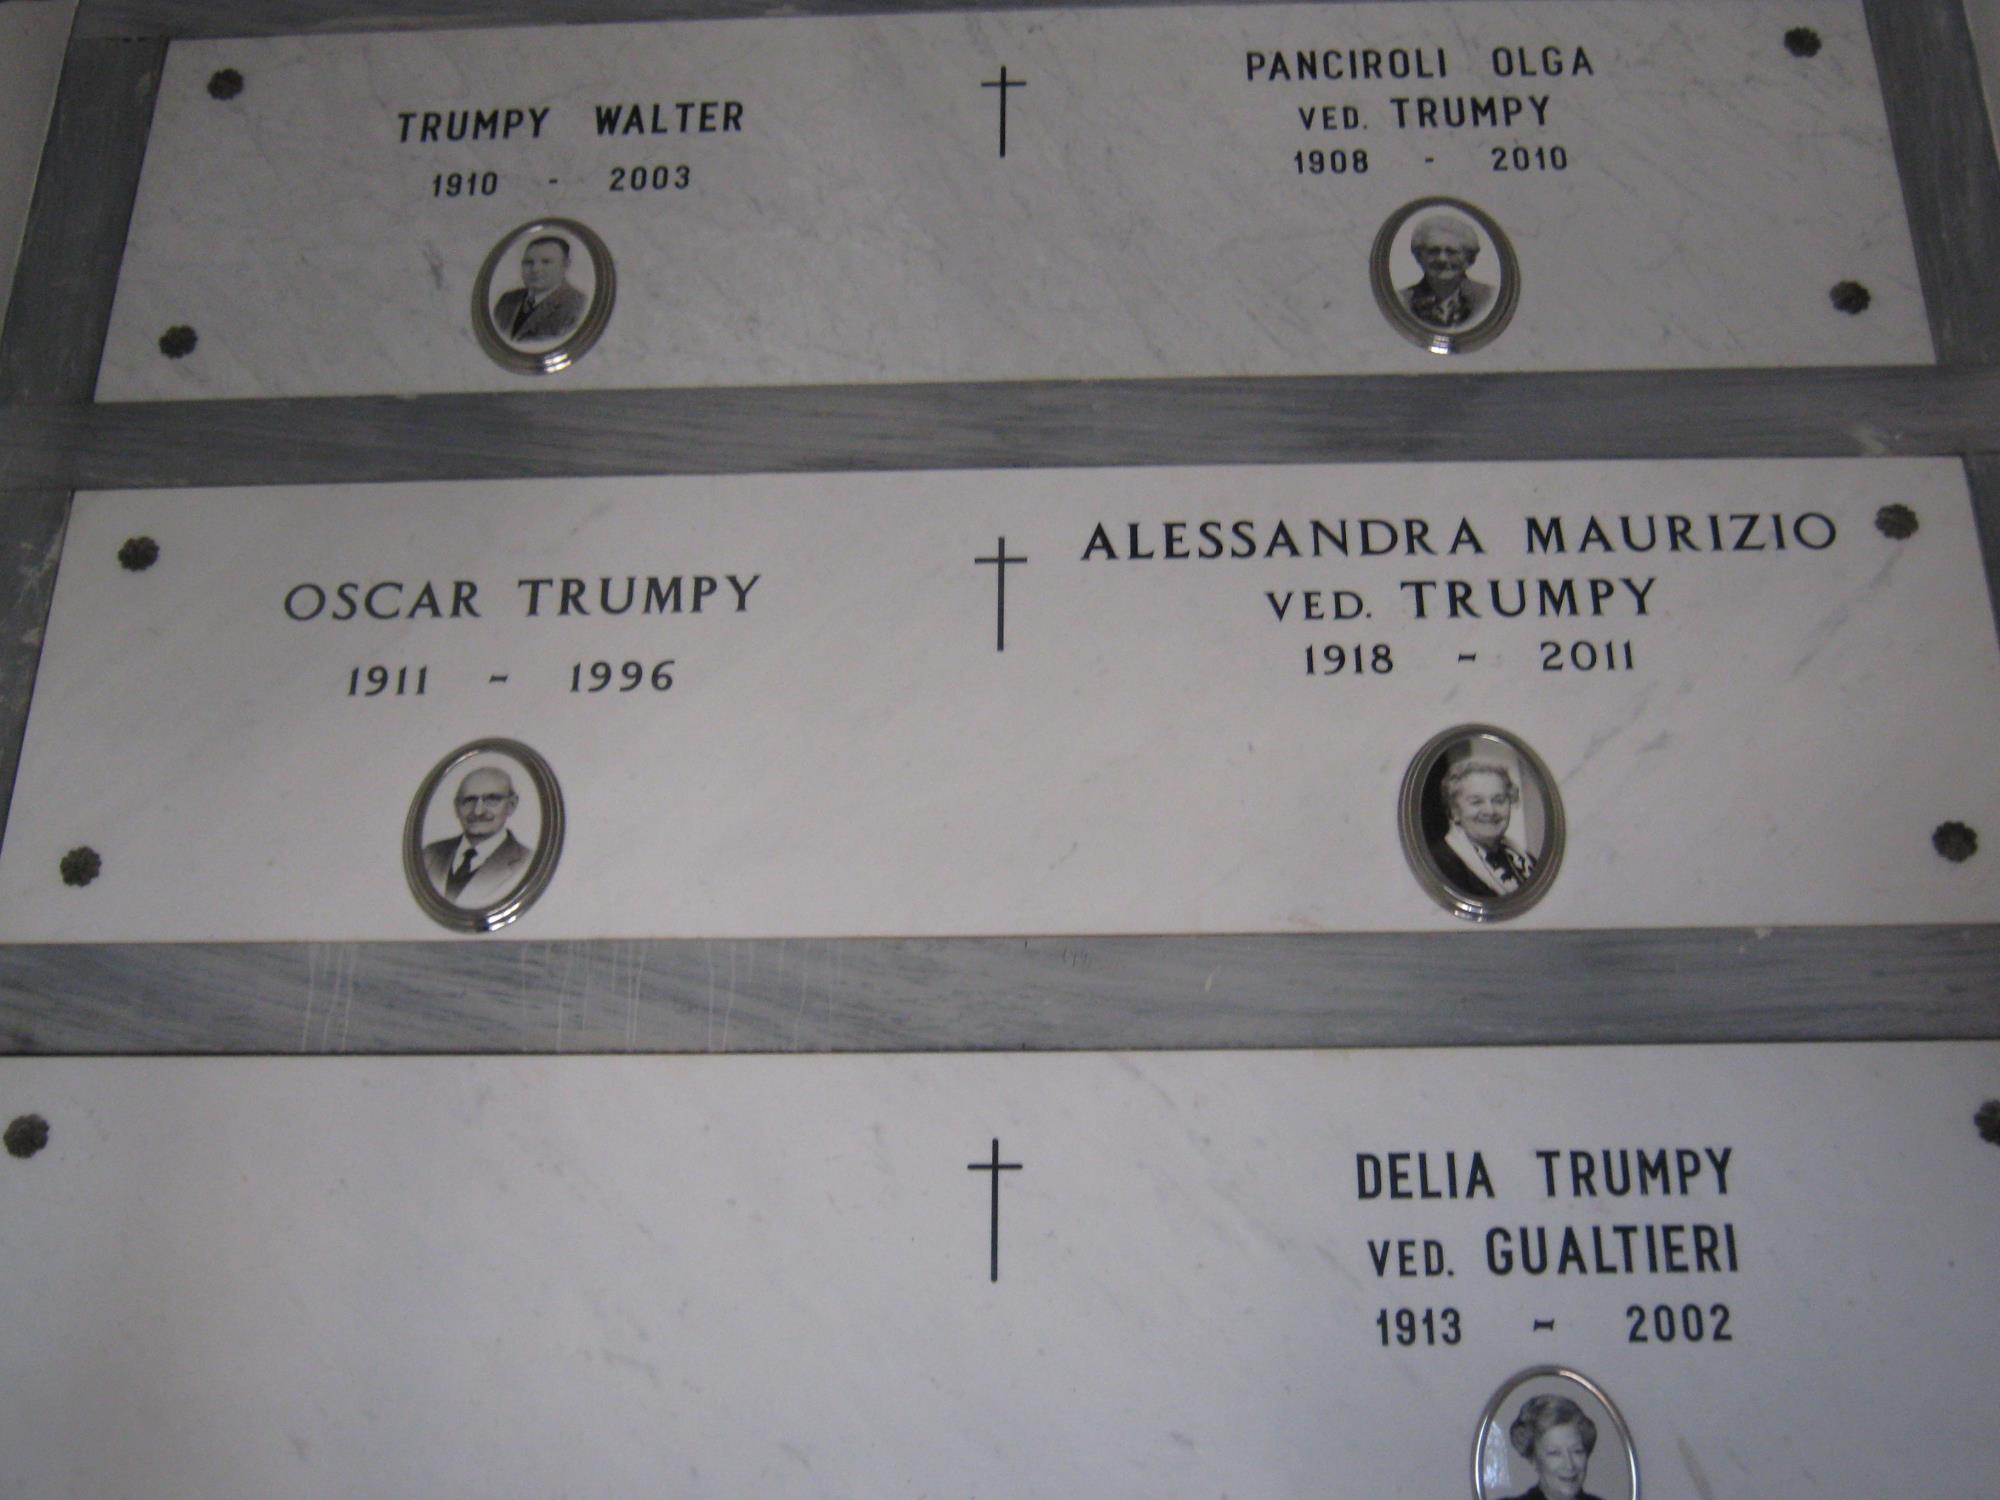 TRUMPY WALTER
1910 - 2003
PANCIROLI OLGA
VED. TRUMPY
1908 - 2010
OSCAR TRUMPY
1911 - 1996
ALESSANDRA MAURIZIO
VED. TRUMPY
1918 - 2011
DELIA TRUMPY
VED. GUALTIERI
1913 - 2002